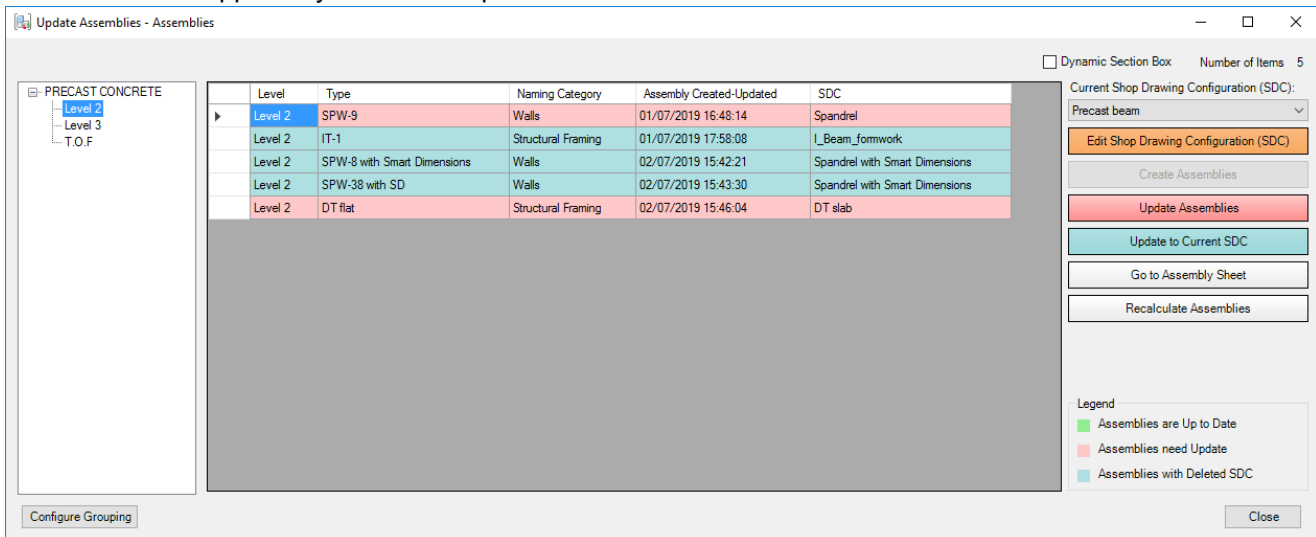 Update Assemblies - Assemblies
Dynamic Section Box Number of Items 5
PRECAST CONCRETE
Level 2
Level 3
T.O.F
Level Type Naming Category Assembly Created-Updated SDC
Level 2 SPW-9 Walls 01/07/2019 16:48:14 Spandrel
Level 2 IT-1 Structural Framing 01/07/2019 17:58:08 I_Beam_formwork
Level 2 SPW-8 with Smart Dimensions Walls 02/07/2019 15:42:21 Spandrel with Smart Dimensions
Level 2 SPW-38 with SD Walls 02/07/2019 15:43:30 Spandrel with Smart Dimensions
Level 2 DT flat Structural Framing 02/07/2019 15:46:04 DT slab
Current Shop Drawing Configuration (SDC):
Precast beam
Edit Shop Drawing Configuration (SDC)
Create Assemblies
Update Assemblies
Update to Current SDC
Go to Assembly Sheet
Recalculate Assemblies
Legend
Assemblies are Up to Date
Assemblies need Update
Assemblies with Deleted SDC
Configure Grouping
Close